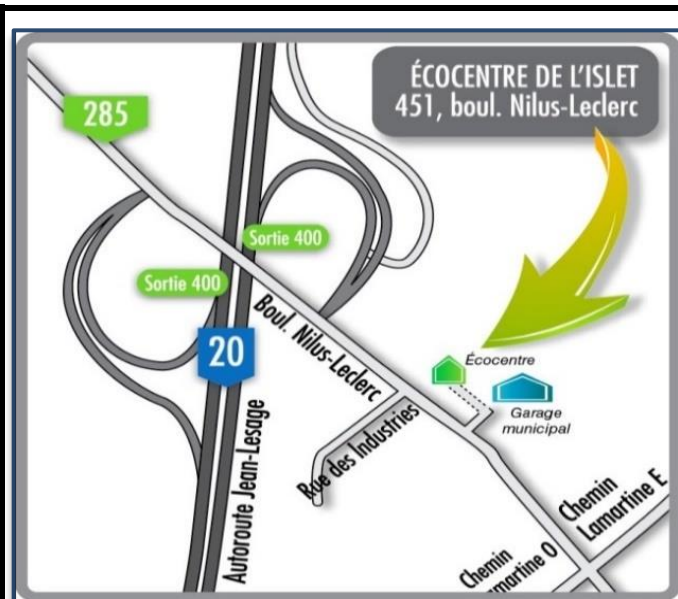 ÉCOCENTRE DE L'ISLET
451, boul. Nilus-Leclerc
285
Sortie 400
Sortie 400
20
Boul. Nilus-Leclerc
Autoroute Jean-Lesage
Écocentre
Garage
municipal
Rue des Industries
Chemin
Lamartine E
Chemin
martine O